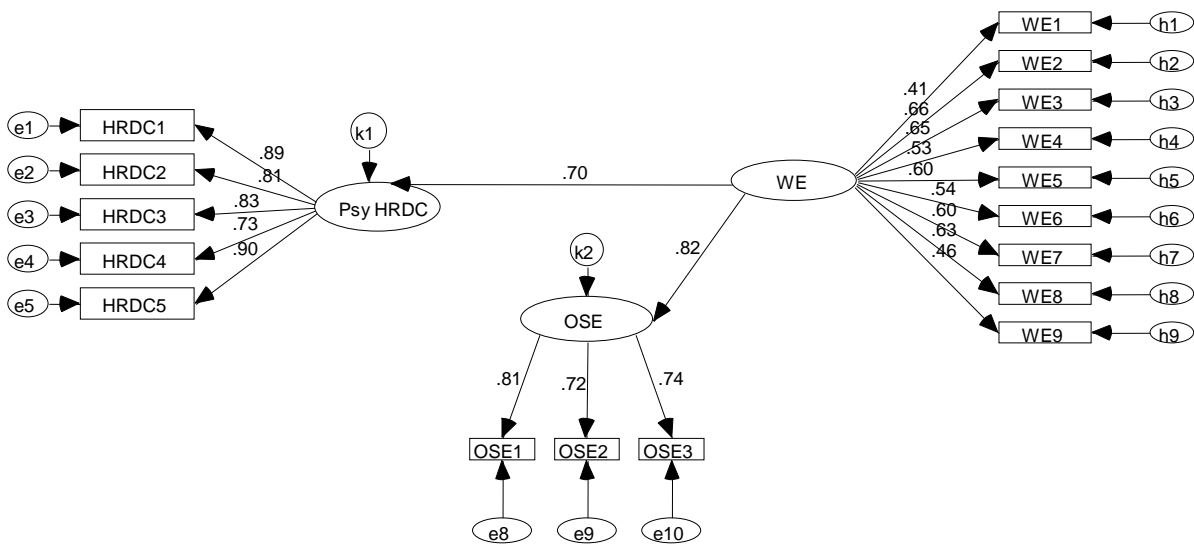 WE1
h1
WE2
h2
.41
.66
WE3
h3
e1
HRDC1
k1
.65
WE4
h4
.89
.53
e2
HRDC2
.81
.70
WE
.60
WE5
h5
.54
e3
HRDC3
.83
Psy HRDC
WE6
h6
.60
.73
.63
e4
HRDC4
.90
k2
.82
.46
WE7
h7
e5
HRDC5
WE8
h8
OSE
WE9
h9
.81
.72
.74
OSE1
OSE2
OSE3
e8
e9
e10